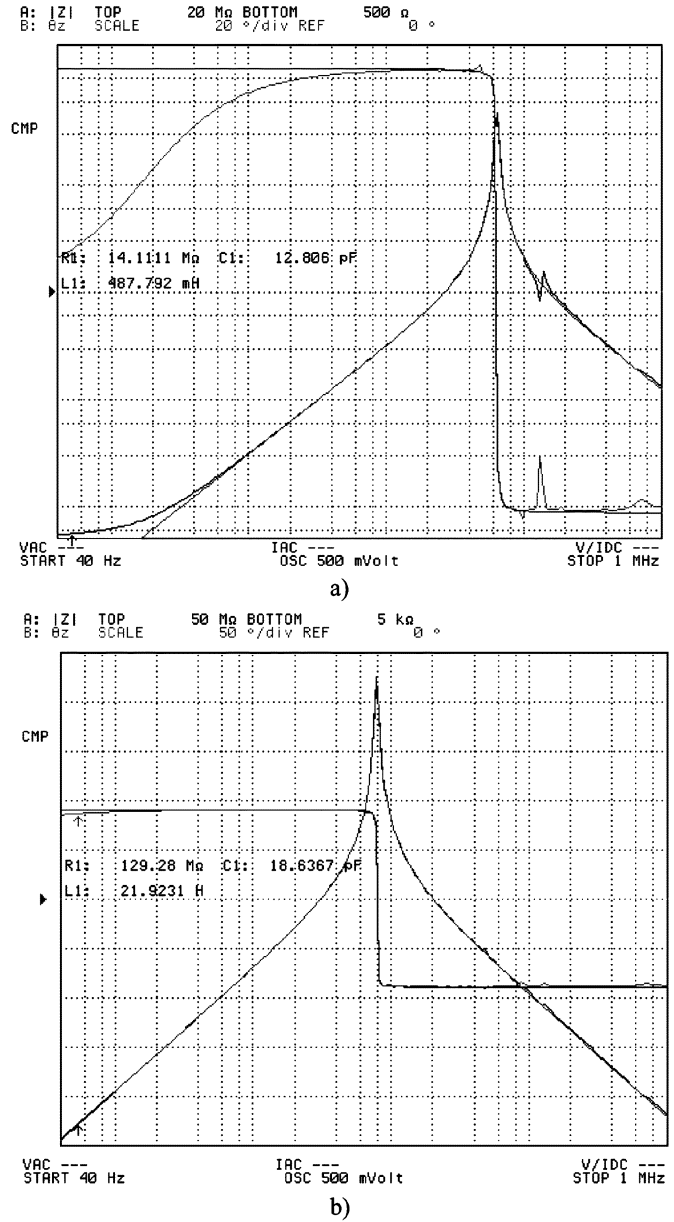 A: |Z| TOP 20 MΩ BOTTOM 500 Ω
B: θz SCALE 20 °/div REF 0 °
CMP
R1: 14.1111 MΩ C1: 12.806 pF
L1: 487.792 mH
VAC --- IAC --- V/IDC ---
START 40 Hz OSC 500 mVolt STOP 1 MHz
a)
A: |Z| TOP 50 MΩ BOTTOM 5 kΩ
B: θz SCALE 50 °/div REF 0 °
CMP
R1: 129.28 MΩ C1: 18.6367 pF
L1: 21.9231 H
VAC --- IAC --- V/IDC ---
START 40 Hz OSC 500 mVolt STOP 1 MHz
b)